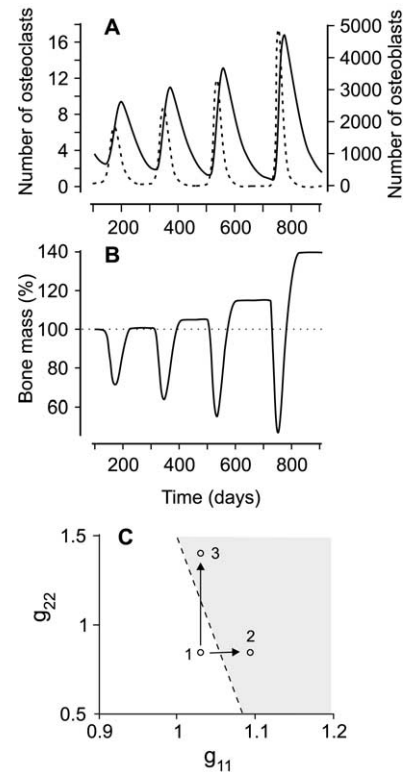 A
Number of osteoclasts
16
12
8
4
0
Number of osteoblasts
5000
4000
3000
2000
1000
0
200 400 600 800
B
Bone mass (%)
140
120
100
80
60
200 400 600 800
Time (days)
C
g22
1.5
1
0.5
3
2
1
0.9 1 1.1 1.2
g11